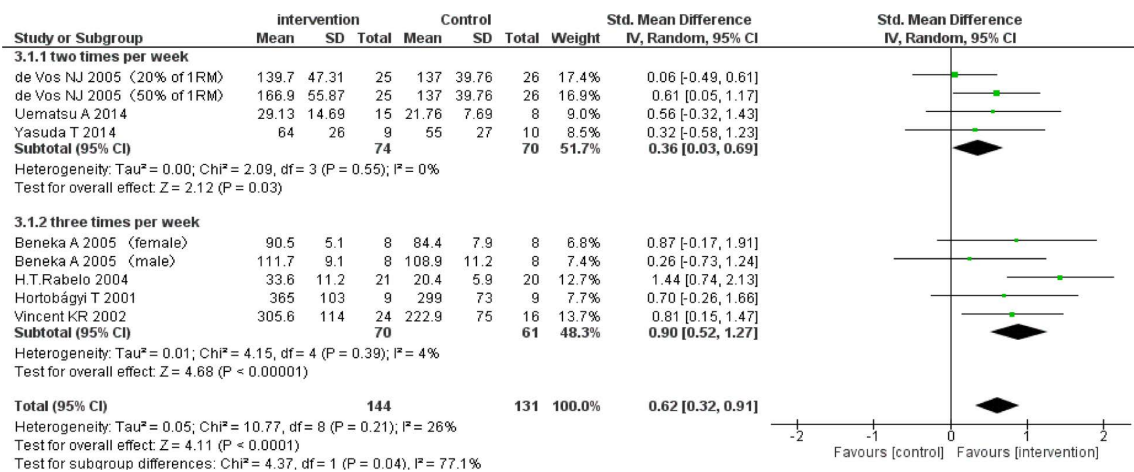 intervention Control Std. Mean Difference Std. Mean Difference
Study or Subgroup Mean SD Total Mean SD Total Weight IV, Random, 95% CI IV, Random, 95% CI
3.1.1 two times per week
de Vos NJ 2005（20% of 1RM） 139.7 47.31 25 137 39.76 26 17.4% 0.06 [-0.49, 0.61]
de Vos NJ 2005（50% of 1RM） 166.9 55.87 25 137 39.76 26 16.9% 0.61 [0.05, 1.17]
Uematsu A 2014 29.13 14.69 15 21.76 7.69 8 9.0% 0.56 [-0.32, 1.43]
Yasuda T 2014 64 26 9 55 27 10 8.5% 0.32 [-0.58, 1.23]
Subtotal (95% CI) 74 70 51.7% 0.36 [0.03, 0.69]
Heterogeneity: Tau² = 0.00; Chi² = 2.09, df = 3 (P = 0.55); I² = 0%
Test for overall effect: Z = 2.12 (P = 0.03)
3.1.2 three times per week
Beneka A 2005 （female） 90.5 5.1 8 84.4 7.9 8 6.8% 0.87 [-0.17, 1.91]
Beneka A 2005 （male） 111.7 9.1 8 108.9 11.2 8 7.4% 0.26 [-0.73, 1.24]
H.T.Rabelo 2004 33.6 11.2 21 20.4 5.9 20 12.7% 1.44 [0.74, 2.13]
Hortobágyi T 2001 365 103 9 299 73 9 7.7% 0.70 [-0.26, 1.66]
Vincent KR 2002 305.6 114 24 222.9 75 16 13.7% 0.81 [0.15, 1.47]
Subtotal (95% CI) 70 61 48.3% 0.90 [0.52, 1.27]
Heterogeneity: Tau² = 0.01; Chi² = 4.15, df = 4 (P = 0.39); I² = 4%
Test for overall effect: Z = 4.68 (P < 0.00001)
Total (95% CI) 144 131 100.0% 0.62 [0.32, 0.91]
Heterogeneity: Tau² = 0.05; Chi² = 10.77, df = 8 (P = 0.21); I² = 26%
Test for overall effect: Z = 4.11 (P < 0.0001)
Test for subgroup differences: Chi² = 4.37, df = 1 (P = 0.04), I² = 77.1%
-2 -1 0 1 2
Favours [control] Favours [intervention]